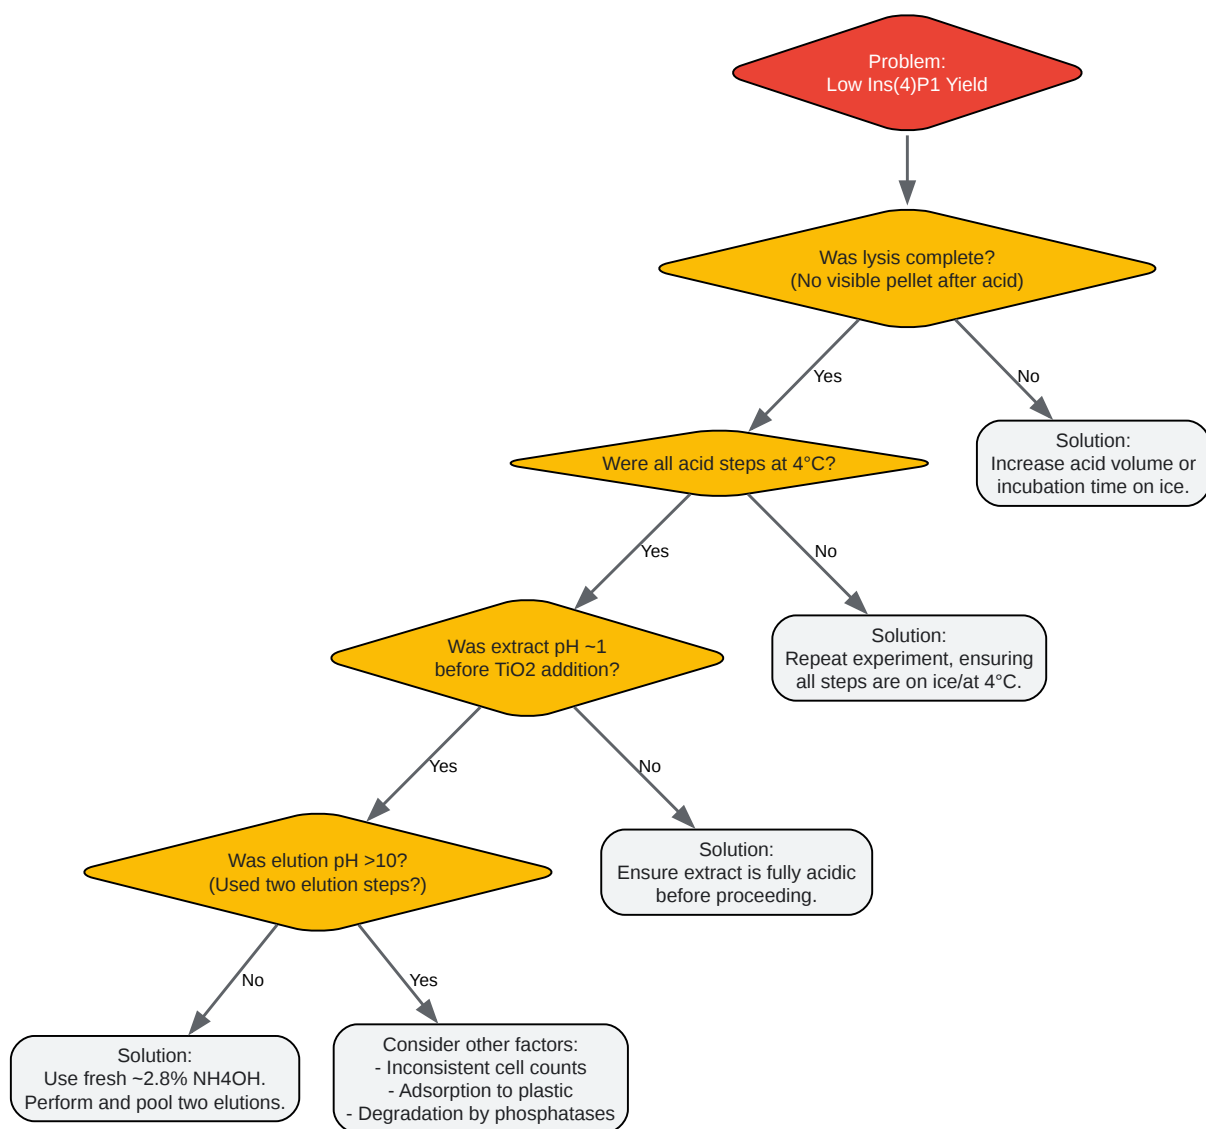 Problem:
Low Ins(4)P1 Yield
Was lysis complete?
(No visible pellet after acid)
Yes
No
Were all acid steps at 4°C?
Solution:
Increase acid volume or
incubation time on ice.
Yes
No
Was extract pH ~1
before TiO2 addition?
Solution:
Repeat experiment, ensuring
all steps are on ice/at 4°C.
Yes
No
Was elution pH >10?
(Used two elution steps?)
Solution:
Ensure extract is fully acidic
before proceeding.
No
Yes
Solution:
Use fresh ~2.8% NH4OH.
Perform and pool two elutions.
Consider other factors:
- Inconsistent cell counts
- Adsorption to plastic
- Degradation by phosphatases